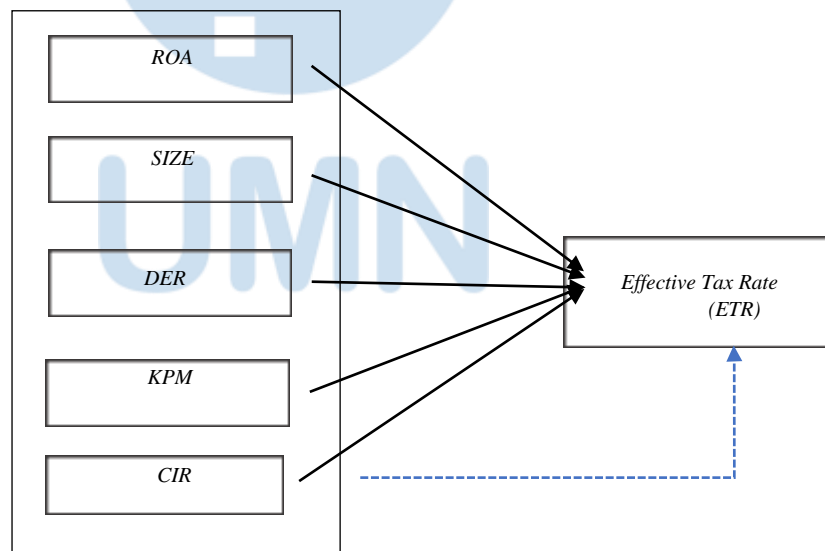 ROA
SIZE
UMN
DER
Effective Tax Rate
(ETR)
KPM
CIR